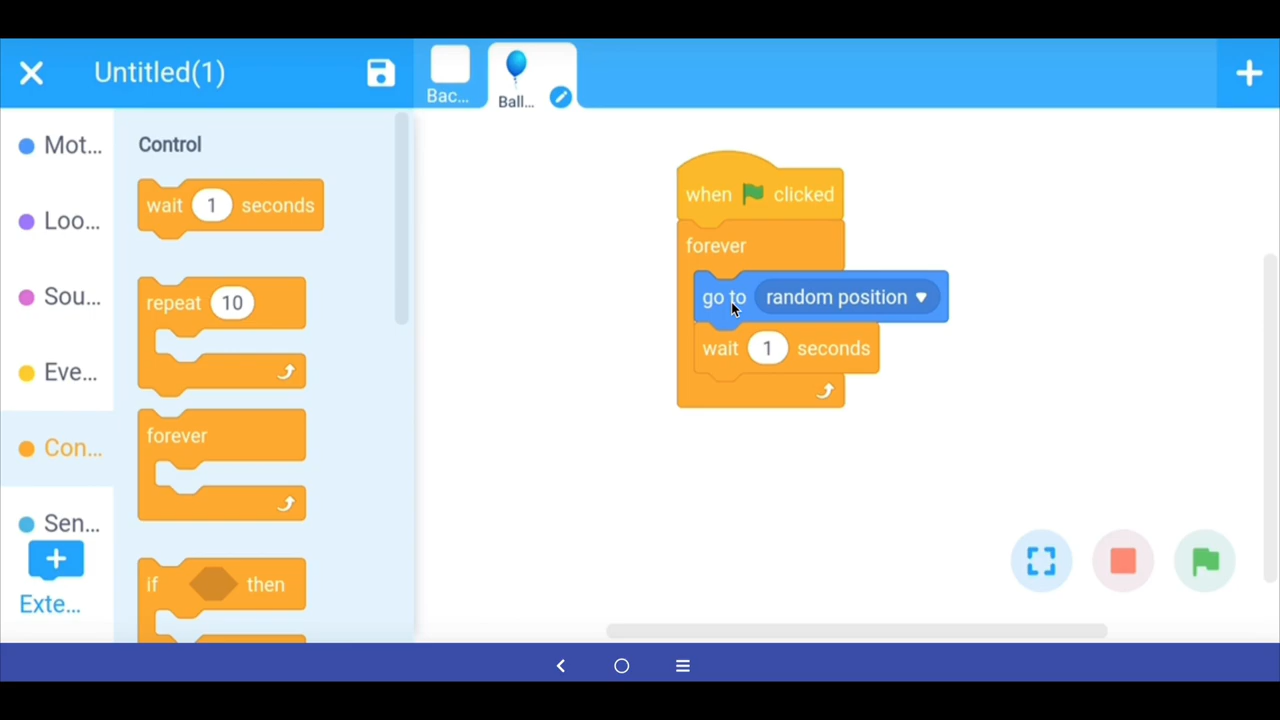 Untitled(1)
Bac...
Ball...
Mot...
Loo...
Sou...
Eve...
Con...
Sen...
Exte...
Control
wait 1 seconds
repeat 10
forever
if then
when clicked
forever
go to random position
wait 1 seconds